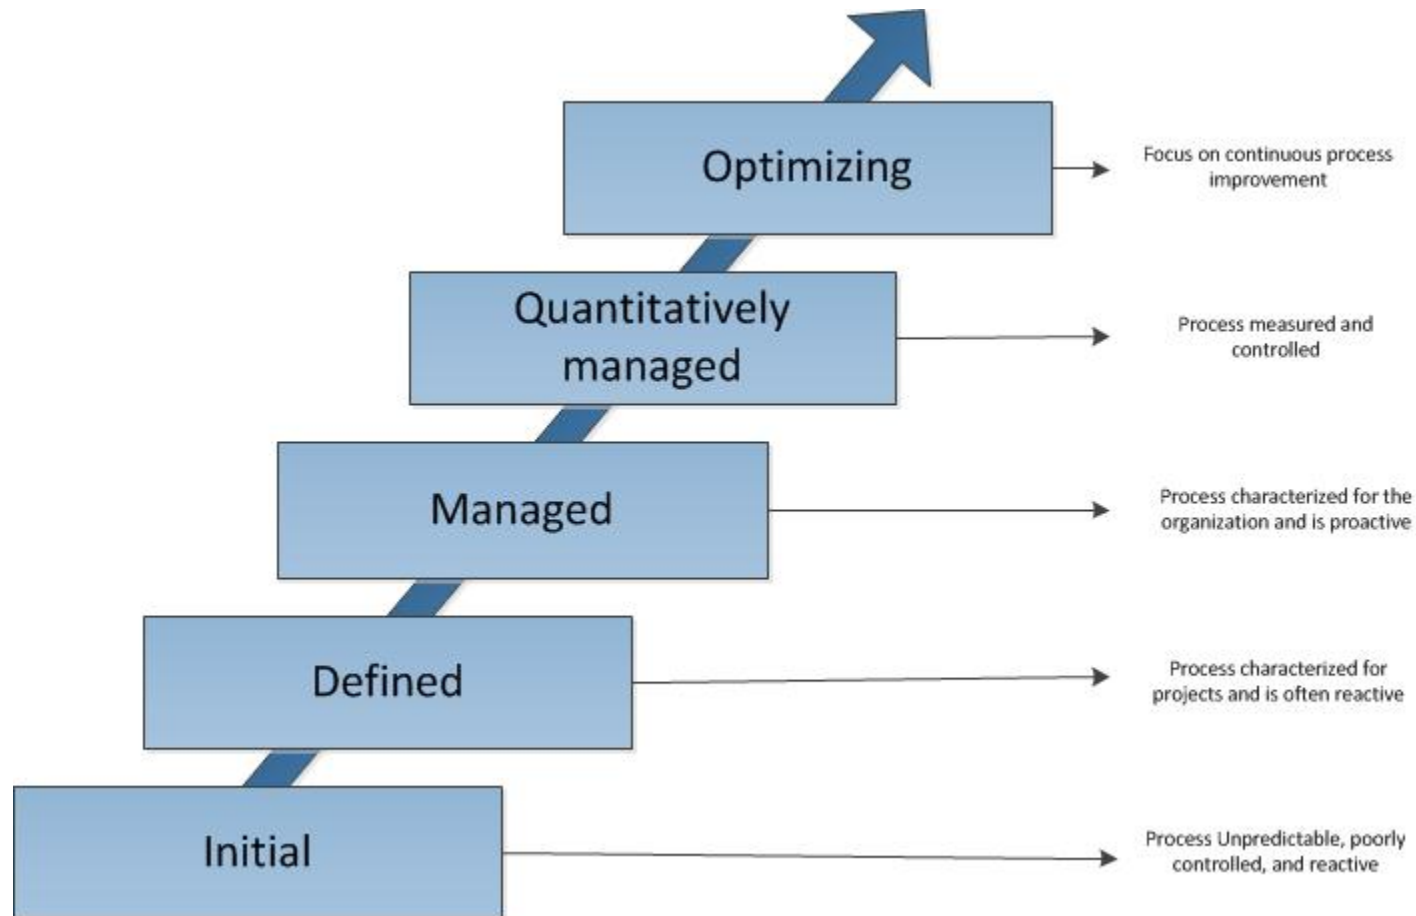 Optimizing
Focus on continuous process
improvement
Quantitatively
managed
Process measured and
controlled
Managed
Process characterized for the
organization and is proactive
Defined
Process characterized for
projects and is often reactive
Initial
Process Unpredictable, poorly
controlled, and reactive